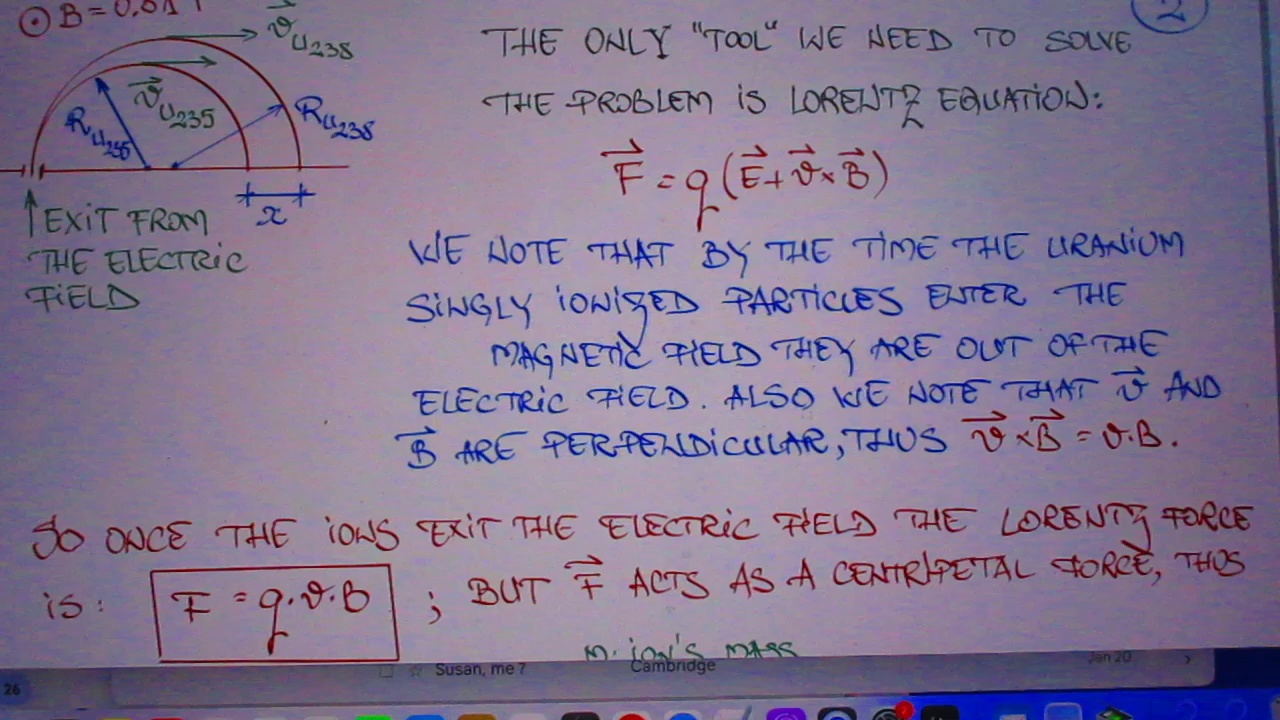 2
v⃗ U238
v⃗ U235
R U235
R U238
x
EXIT FROM
THE ELECTRIC
FIELD
THE ONLY "TOOL" WE NEED TO SOLVE
THE PROBLEM IS LORENTZ EQUATION:
F⃗ = q(E⃗ + v⃗ × B⃗)
WE NOTE THAT BY THE TIME THE URANIUM
SINGLY IONIZED PARTICLES ENTER THE
MAGNETIC FIELD THEY ARE OUT OF THE
ELECTRIC FIELD. ALSO WE NOTE THAT v⃗ AND
B⃗ ARE PERPENDICULAR, THUS v⃗ × B⃗ = v·B.
SO ONCE THE IONS EXIT THE ELECTRIC FIELD THE LORENTZ FORCE
IS: F = q·v·B ; BUT F⃗ ACTS AS A CENTRIPETAL FORCE, THUS
M: ION'S MASS
Susan, me 7 Cambridge Jan 20
26